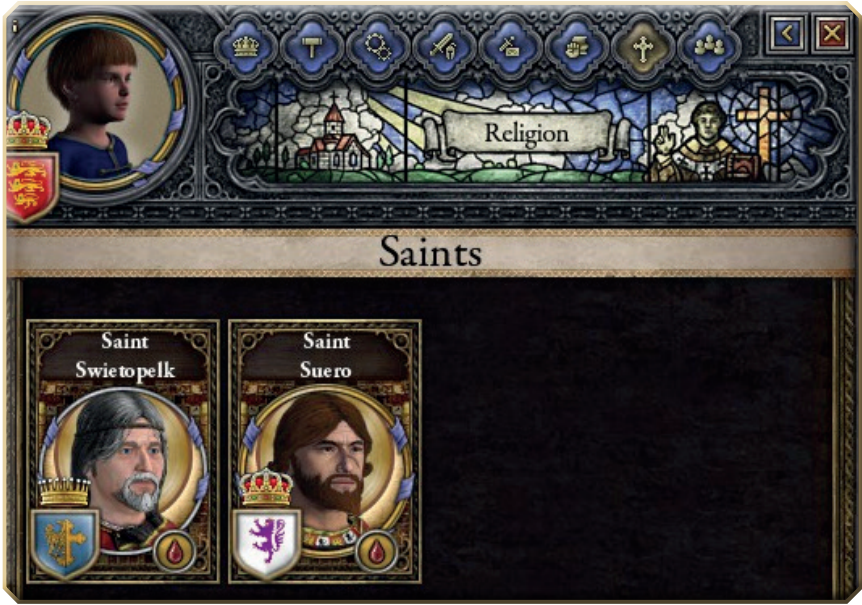 Religion
Saints
Saint
Swietopelk
Saint
Suero